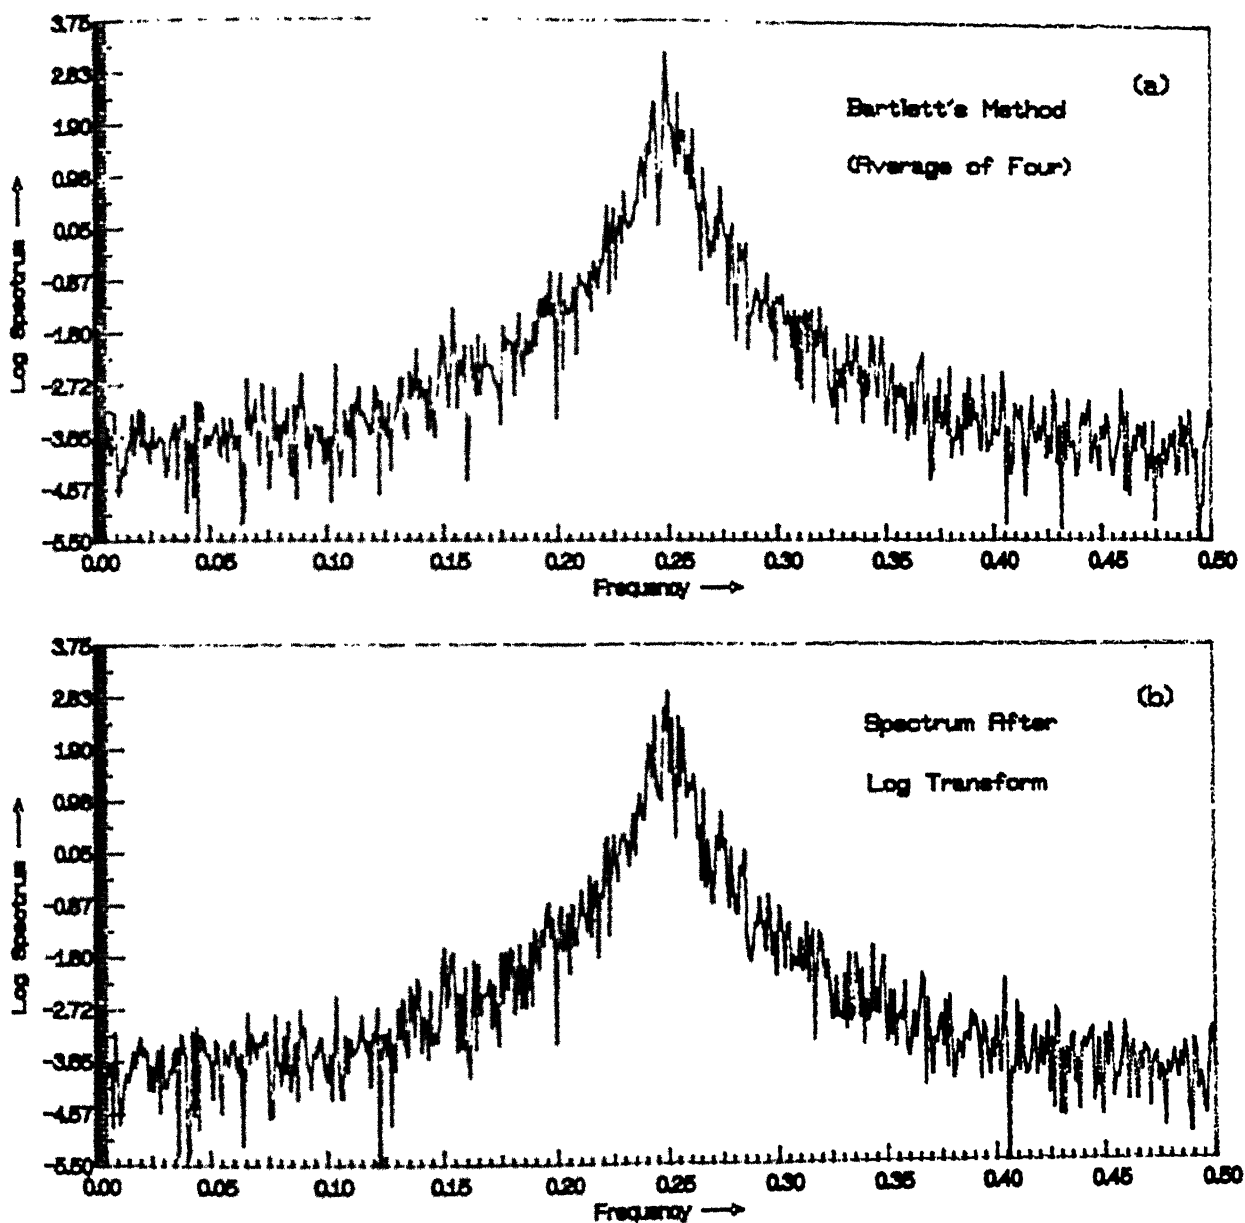 3.75
2.83
1.90
0.98
0.05
-0.87
-1.80
-2.72
-3.65
-4.57
-5.50
Log Spectrum
(a)
Bartlett's Method
(Average of Four)
0.00 0.05 0.10 0.15 0.20 0.25 0.30 0.35 0.40 0.45 0.50
Frequency
3.75
2.83
1.90
0.98
0.05
-0.87
-1.80
-2.72
-3.65
-4.57
-5.50
Log Spectrum
(b)
Spectrum After
Log Transform
0.00 0.05 0.10 0.15 0.20 0.25 0.30 0.35 0.40 0.45 0.50
Frequency